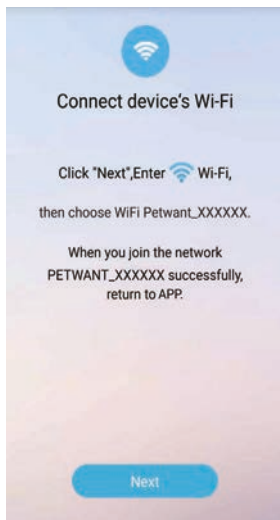 Connect device's Wi-Fi
Click "Next",Enter Wi-Fi,
then choose WiFi Petwant_XXXXXX.
When you join the network
PETWANT_XXXXXX successfully,
return to APP.
Next